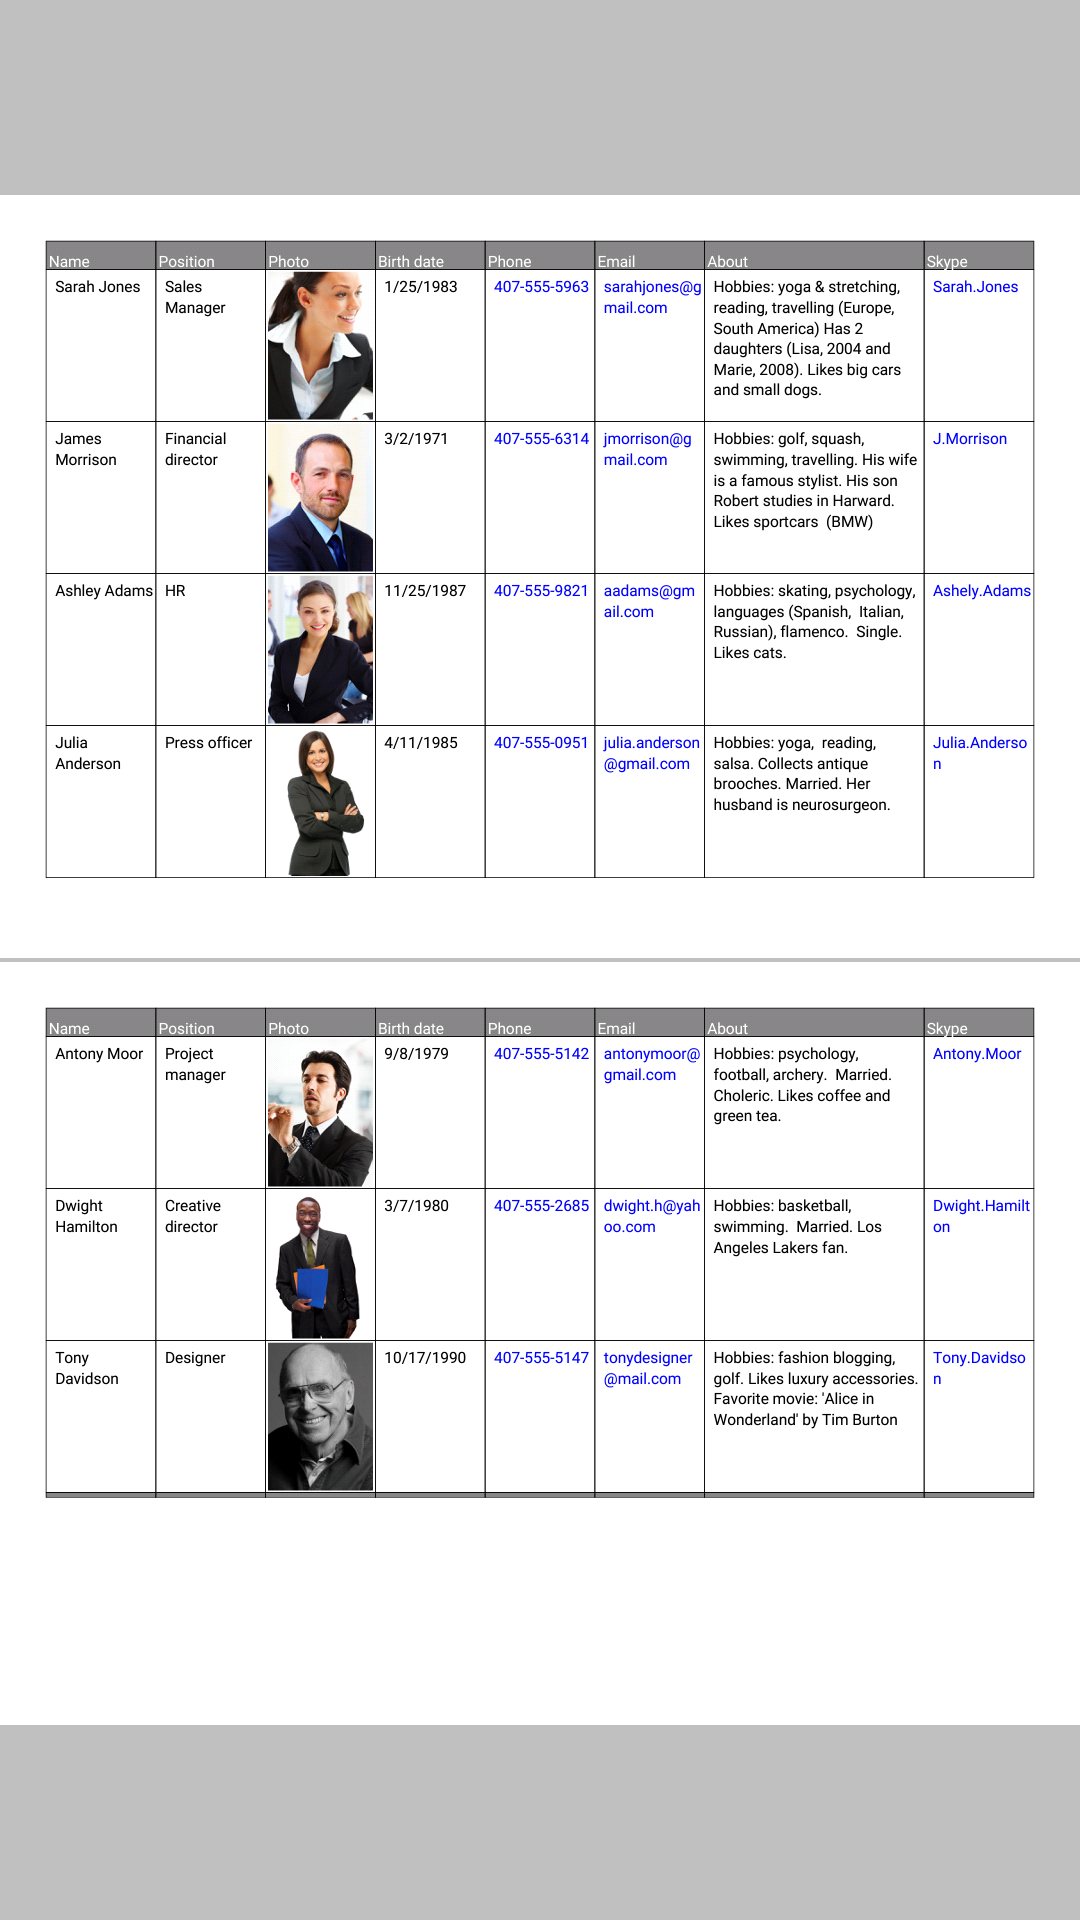 Name Position Photo Birth date Phone Email About Skype
Sarah Jones Sales 1/25/1983 407-555-5963 sarahjones@g Hobbies: yoga & stretching, Sarah.Jones
Manager mail.com reading, travelling (Europe,
South America) Has 2
daughters (Lisa, 2004 and
Marie, 2008). Likes big cars
and small dogs.
James Financial 3/2/1971 407-555-6314 jmorrison@g Hobbies: golf, squash, J.Morrison
Morrison director mail.com swimming, travelling. His wife
is a famous stylist. His son
Robert studies in Harward.
Likes sportcars  (BMW)
Ashley Adams HR 11/25/1987 407-555-9821 aadams@gm Hobbies: skating, psychology, Ashely.Adams
ail.com languages (Spanish,  Italian,
Russian), flamenco.  Single.
Likes cats.
Julia Press officer 4/11/1985 407-555-0951 julia.anderson Hobbies: yoga,  reading, Julia.Anderso
Anderson @gmail.com salsa. Collects antique n
brooches. Married. Her
husband is neurosurgeon.
Name Position Photo Birth date Phone Email About Skype
Antony Moor Project 9/8/1979 407-555-5142 antonymoor@ Hobbies: psychology, Antony.Moor
manager gmail.com football, archery.  Married.
Choleric. Likes coffee and
green tea.
Dwight Creative 3/7/1980 407-555-2685 dwight.h@yah Hobbies: basketball, Dwight.Hamilt
Hamilton director oo.com swimming.  Married. Los on
Angeles Lakers fan.
Tony Designer 10/17/1990 407-555-5147 tonydesigner Hobbies: fashion blogging, Tony.Davidso
Davidson @mail.com golf. Likes luxury accessories. n
Favorite movie: 'Alice in
Wonderland' by Tim Burton